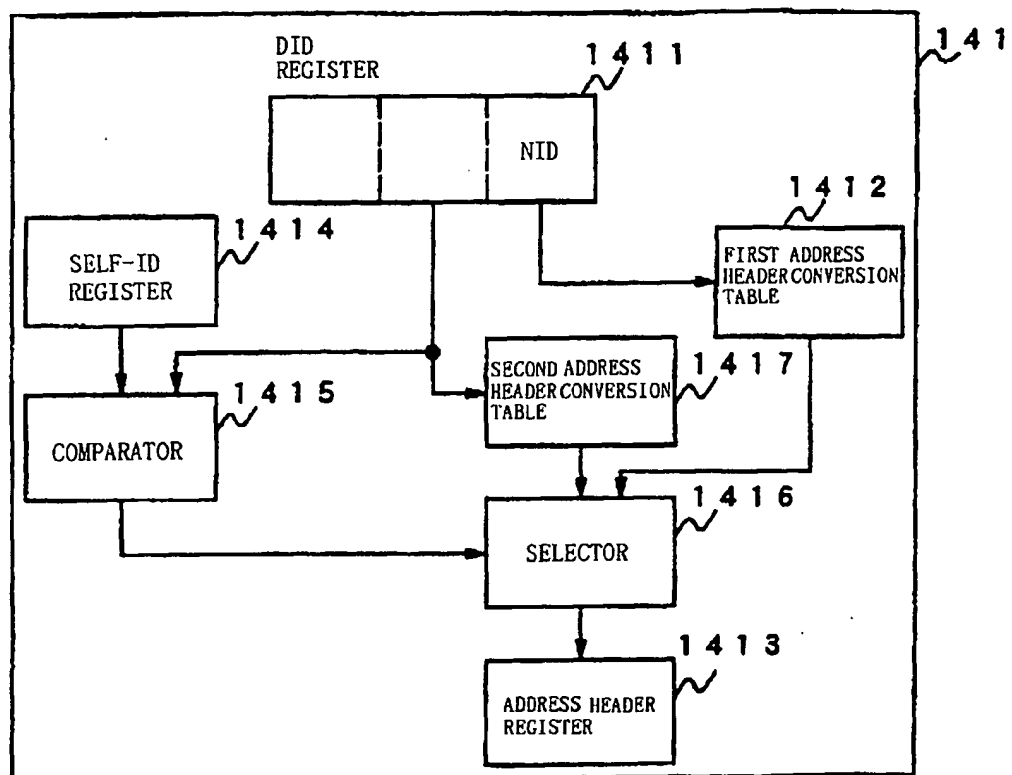 141
DID
REGISTER
1411
NID
1412
1414
SELF-ID
REGISTER
FIRST ADDRESS
HEADER CONVERSION
TABLE
1417
SECOND ADDRESS
HEADER CONVERSION
TABLE
1415
COMPARATOR
1416
SELECTOR
1413
ADDRESS HEADER
REGISTER